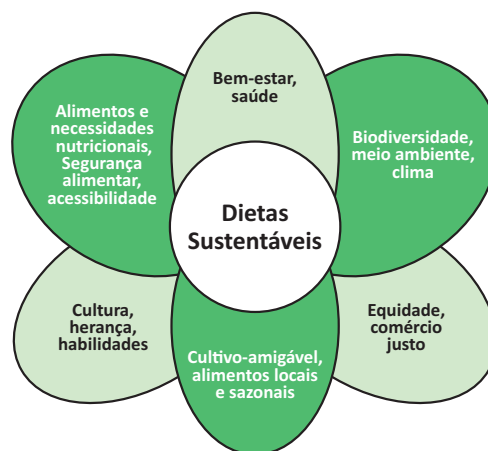 Bem-estar,
saúde
Alimentos e
necessidades
nutricionais,
Segurança
alimentar,
acessibilidade
Biodiversidade,
meio ambiente,
clima
Dietas
Sustentáveis
Cultura,
herança,
habilidades
Equidade,
comércio
justo
Cultivo-amigável,
alimentos locais
e sazonais